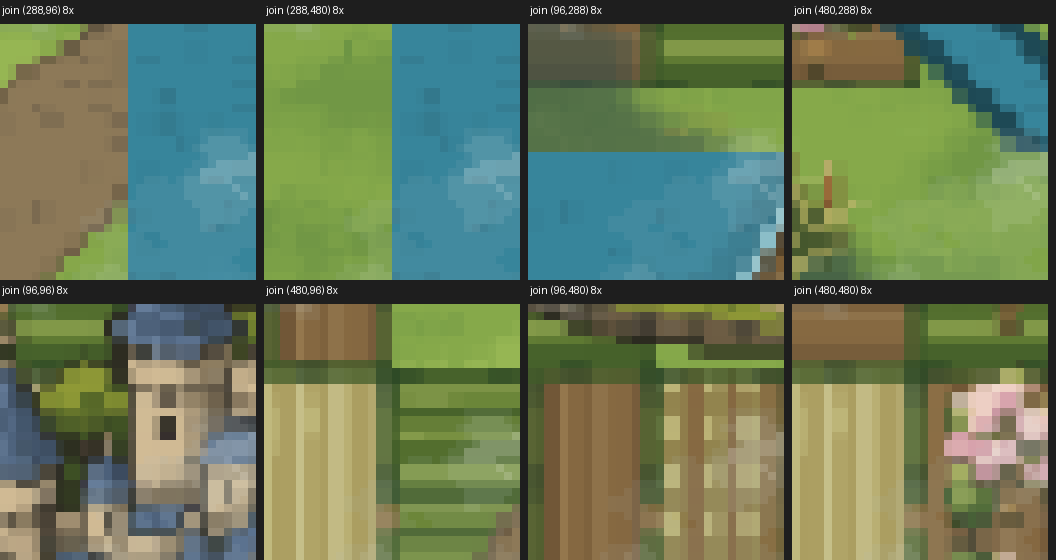 join (288,96) 8x
join (288,480) 8x
join (96,288) 8x
join (480,288) 8x
join (96,96) 8x
join (480,96) 8x
join (96,480) 8x
join (480,480) 8x